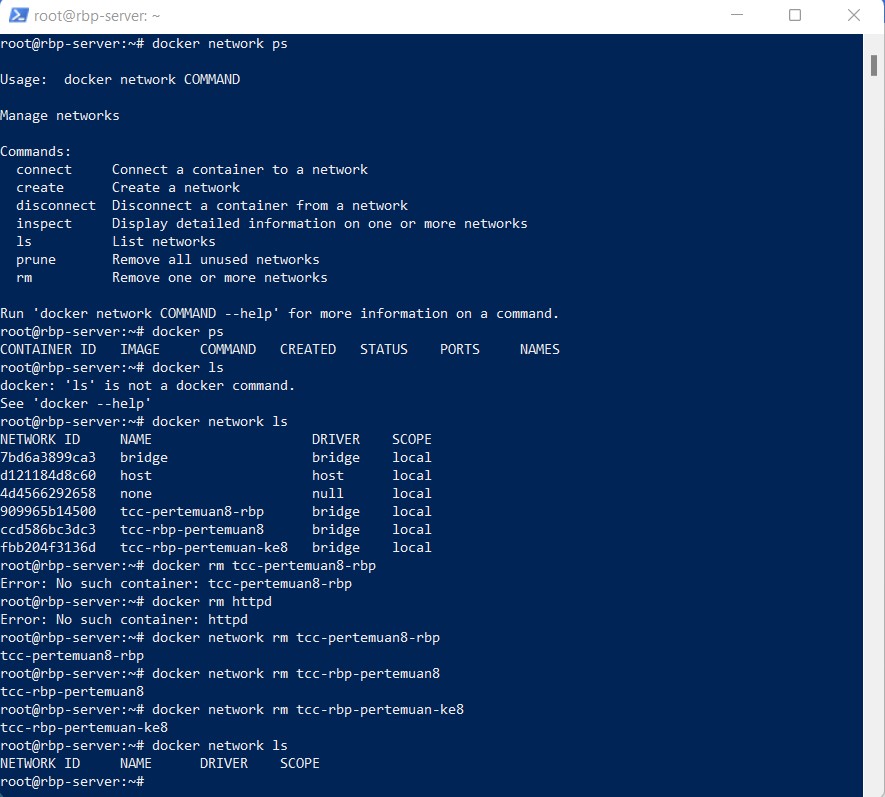 root@rbp-server: ~
root@rbp-server:~# docker network ps
Usage:  docker network COMMAND
Manage networks
Commands:
  connect     Connect a container to a network
  create      Create a network
  disconnect  Disconnect a container from a network
  inspect     Display detailed information on one or more networks
  ls          List networks
  prune       Remove all unused networks
  rm          Remove one or more networks
Run 'docker network COMMAND --help' for more information on a command.
root@rbp-server:~# docker ps
CONTAINER ID   IMAGE     COMMAND   CREATED   STATUS    PORTS     NAMES
root@rbp-server:~# docker ls
docker: 'ls' is not a docker command.
See 'docker --help'
root@rbp-server:~# docker network ls
NETWORK ID     NAME                    DRIVER    SCOPE
7bd6a3899ca3   bridge                  bridge    local
d121184d8c60   host                    host      local
4d4566292658   none                    null      local
909965b14500   tcc-pertemuan8-rbp      bridge    local
ccd586bc3dc3   tcc-rbp-pertemuan8      bridge    local
fbb204f3136d   tcc-rbp-pertemuan-ke8   bridge    local
root@rbp-server:~# docker rm tcc-pertemuan8-rbp
Error: No such container: tcc-pertemuan8-rbp
root@rbp-server:~# docker rm httpd
Error: No such container: httpd
root@rbp-server:~# docker network rm tcc-pertemuan8-rbp
tcc-pertemuan8-rbp
root@rbp-server:~# docker network rm tcc-rbp-pertemuan8
tcc-rbp-pertemuan8
root@rbp-server:~# docker network rm tcc-rbp-pertemuan-ke8
tcc-rbp-pertemuan-ke8
root@rbp-server:~# docker network ls
NETWORK ID     NAME      DRIVER    SCOPE
root@rbp-server:~#